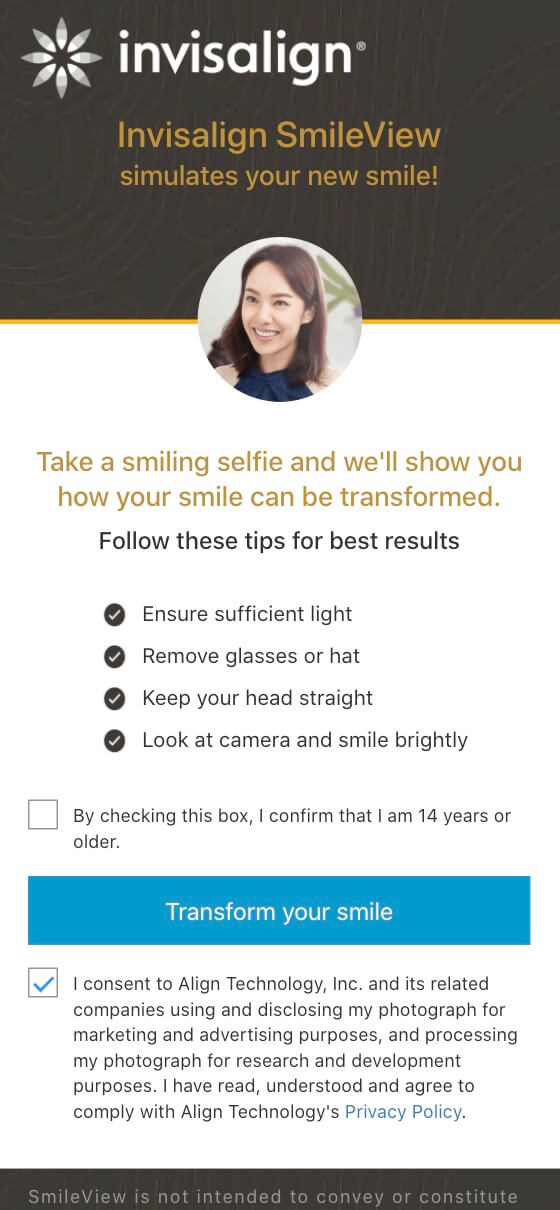 invisalign®
Invisalign SmileView
simulates your new smile!
Take a smiling selfie and we'll show you
how your smile can be transformed.
Follow these tips for best results
Ensure sufficient light
Remove glasses or hat
Keep your head straight
Look at camera and smile brightly
By checking this box, I confirm that I am 14 years or
older.
Transform your smile
I consent to Align Technology, Inc. and its related
companies using and disclosing my photograph for
marketing and advertising purposes, and processing
my photograph for research and development
purposes. I have read, understood and agree to
comply with Align Technology's Privacy Policy.
SmileView is not intended to convey or constitute